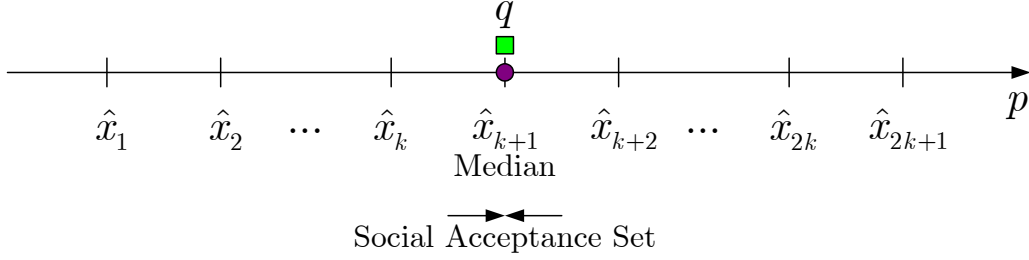 q
p
x̂₁ x̂₂ ... x̂ₖ x̂ₖ₊₁ x̂ₖ₊₂ ... x̂₂ₖ x̂₂ₖ₊₁
Median
Social Acceptance Set